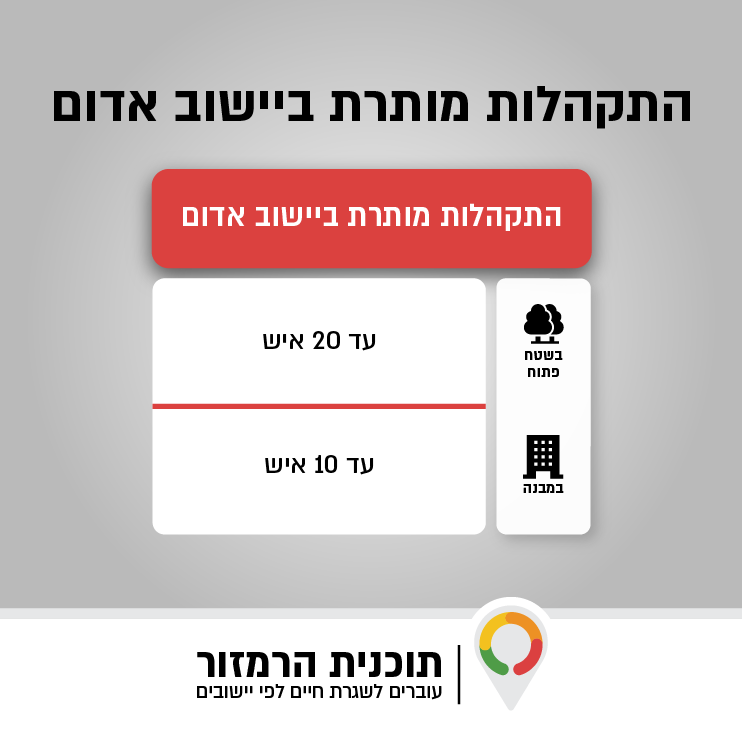 התקהלות מותרת ביישוב אדום
התקהלות מותרת ביישוב אדום
בשטח
פתוח
עד 20 איש
במבנה
עד 10 איש
תוכנית הרמזור
עוברים לשגרת חיים לפי יישובים